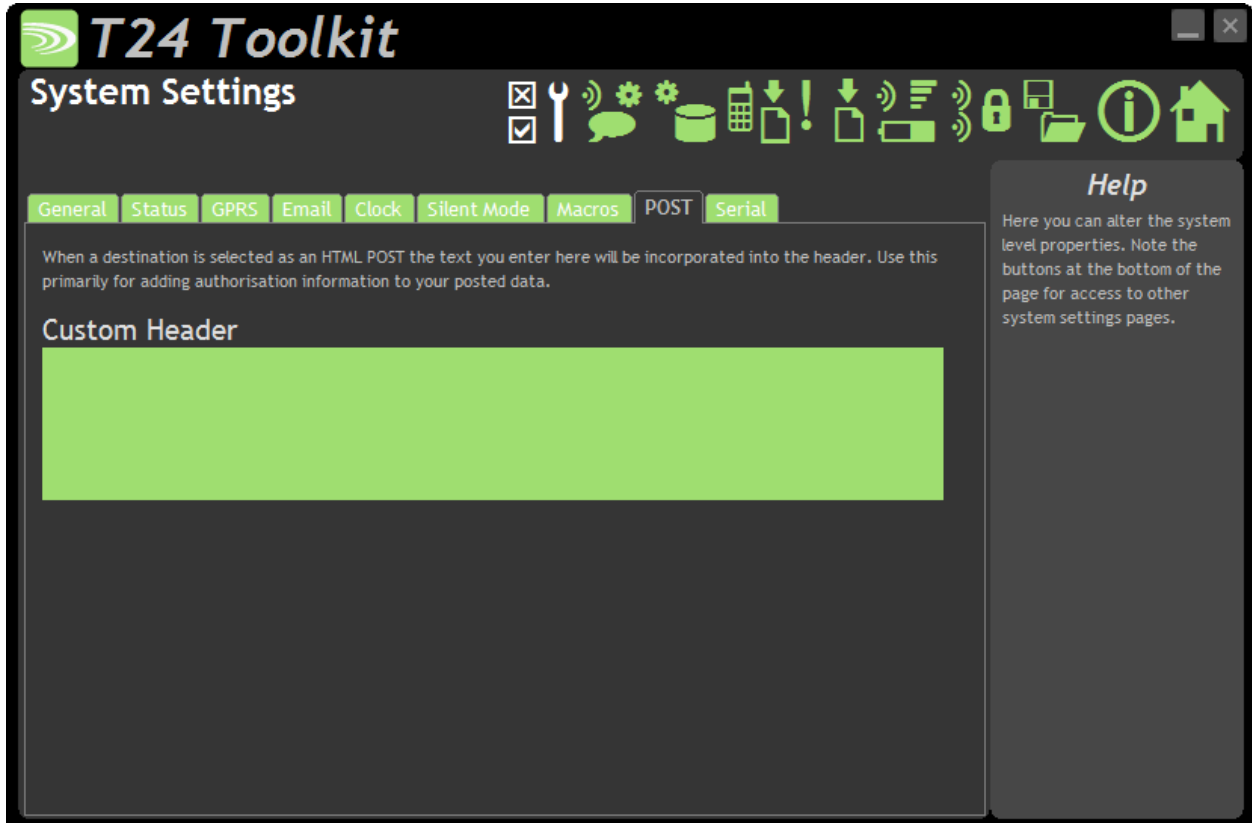 T24 Toolkit
System Settings
General Status GPRS Email Clock Silent Mode Macros POST Serial
When a destination is selected as an HTML POST the text you enter here will be incorporated into the header. Use this
primarily for adding authorisation information to your posted data.
Custom Header
Help
Here you can alter the system
level properties. Note the
buttons at the bottom of the
page for access to other
system settings pages.